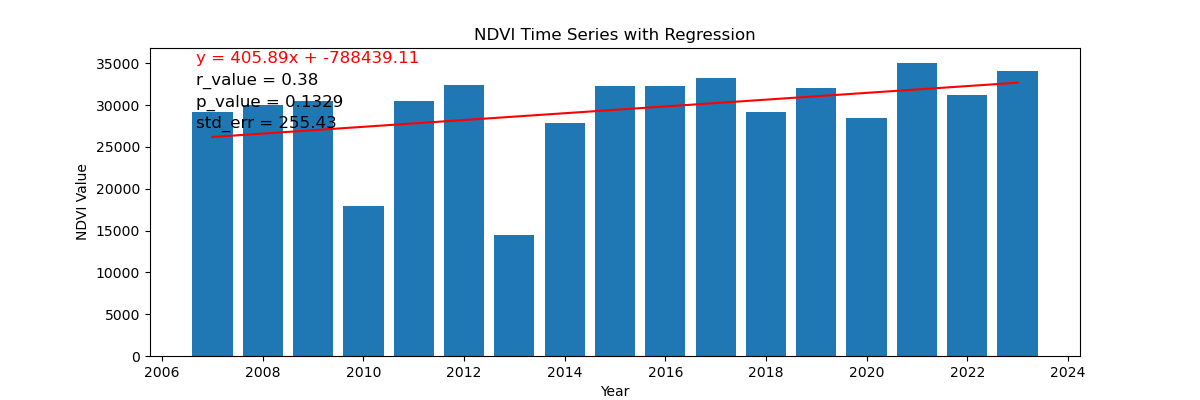 NDVI Time Series with Regression
y = 405.89x + -788439.11
r_value = 0.38
p_value = 0.1329
std_err = 255.43
NDVI Value
35000
30000
25000
20000
15000
10000
5000
0
2006 2008 2010 2012 2014 2016 2018 2020 2022 2024
Year